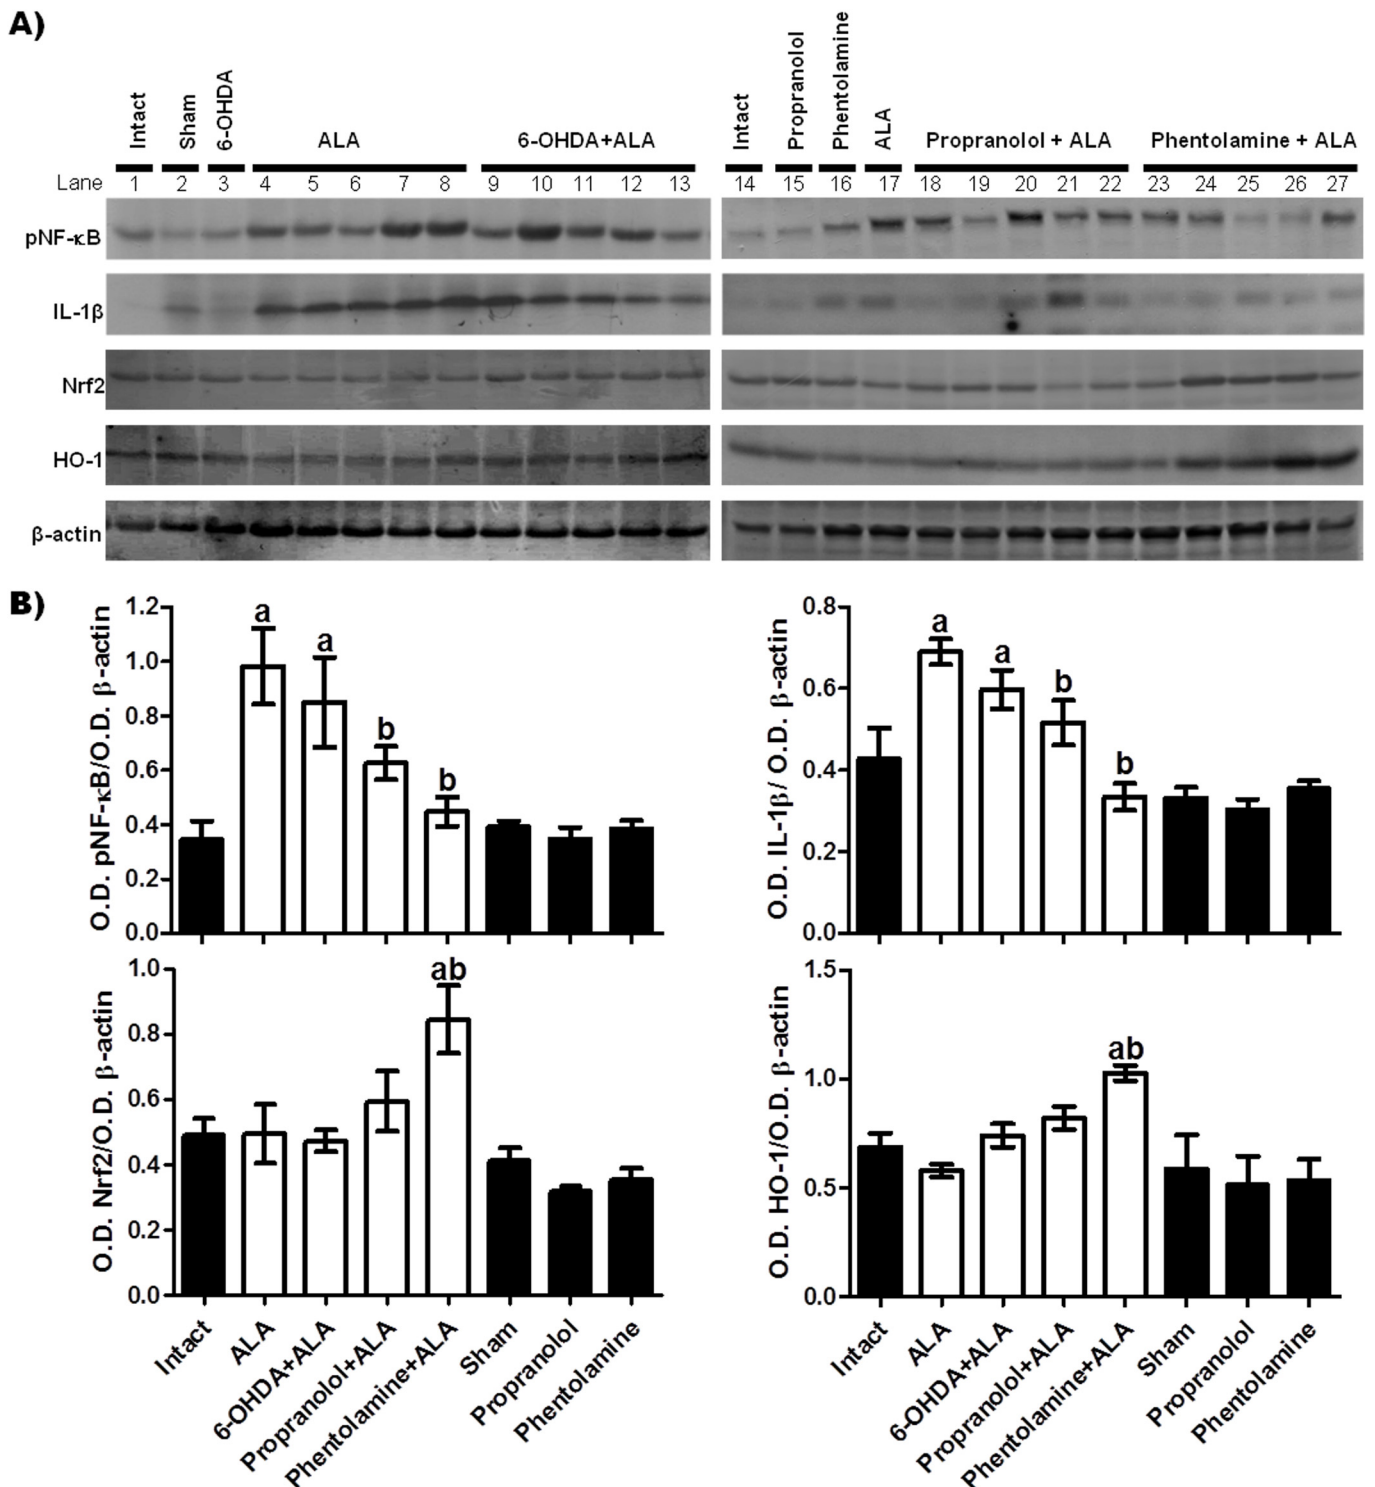 A)
Intact Sham 6-OHDA ALA 6-OHDA+ALA Intact Propranolol Phentolamine ALA Propranolol + ALA Phentolamine + ALA
Lane 1 2 3 4 5 6 7 8 9 10 11 12 13 14 15 16 17 18 19 20 21 22 23 24 25 26 27
pNF-κB
IL-1β
Nrf2
HO-1
β-actin
B)
O.D. pNF-κB/O.D. β-actin
1.2
1.0
0.8
0.6
0.4
0.2
0.0
a a b b
O.D. IL-1β/ O.D. β-actin
0.8
0.6
0.4
0.2
0.0
a a b b
O.D. Nrf2/O.D. β-actin
1.0
0.8
0.6
0.4
0.2
0.0
ab
Intact ALA 6-OHDA+ALA Propranolol+ALA Phentolamine+ALA Sham Propranolol Phentolamine
O.D. HO-1/O.D. β-actin
1.5
1.0
0.5
0.0
ab
Intact ALA 6-OHDA+ALA Propranolol+ALA Phentolamine+ALA Sham Propranolol Phentolamine